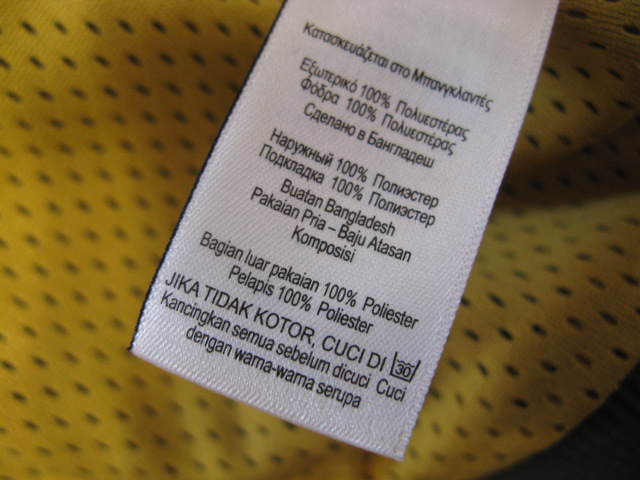 Κατασκευάζεται στο Μπανγκλαντές
Εξωτερικό 100% Πολυεστέρας
Φόδρα 100% Πολυεστέρας
Сделано в Бангладеш
Наружный 100% Полиэстер
Подкладка 100% Полиэстер
Buatan Bangladesh
Pakaian Pria – Baju Atasan
Komposisi
Bagian luar pakaian 100% Poliester
Pelapis 100% Poliester
JIKA TIDAK KOTOR, CUCI DI 30
Kancingkan semua sebelum dicuci Cuci
dengan warna-warna serupa